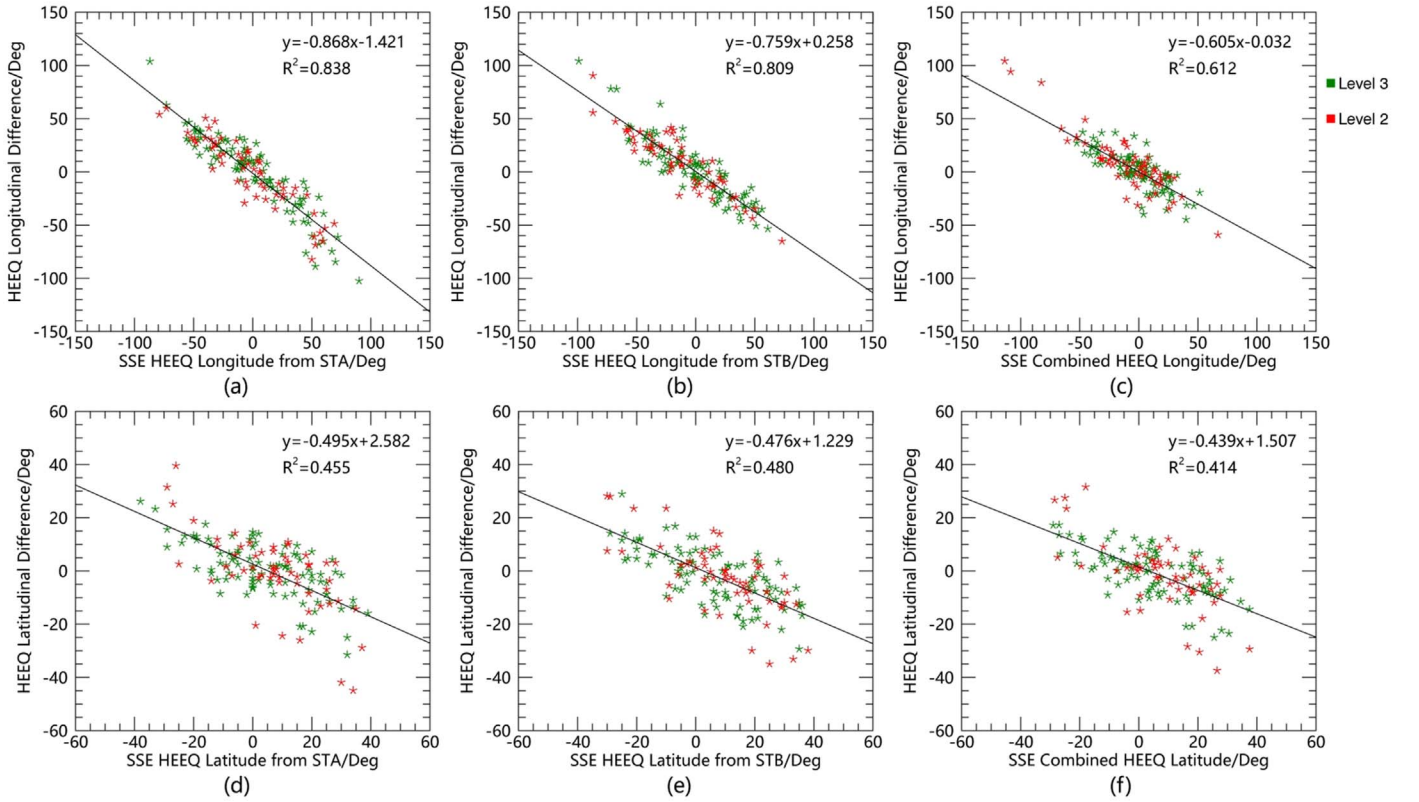 y=-0.868x-1.421
R²=0.838
HEEQ Longitudinal Difference/Deg
150
100
50
0
-50
-100
-150
-150 -100 -50 0 50 100 150
SSE HEEQ Longitude from STA/Deg
(a)
y=-0.759x+0.258
R²=0.809
HEEQ Longitudinal Difference/Deg
150
100
50
0
-50
-100
-150
-150 -100 -50 0 50 100 150
SSE HEEQ Longitude from STB/Deg
(b)
y=-0.605x-0.032
R²=0.612
HEEQ Longitudinal Difference/Deg
150
100
50
0
-50
-100
-150
-150 -100 -50 0 50 100 150
SSE Combined HEEQ Longitude/Deg
(c)
Level 3
Level 2
y=-0.495x+2.582
R²=0.455
HEEQ Latitudinal Difference/Deg
60
40
20
0
-20
-40
-60
-60 -40 -20 0 20 40 60
SSE HEEQ Latitude from STA/Deg
(d)
y=-0.476x+1.229
R²=0.480
HEEQ Latitudinal Difference/Deg
60
40
20
0
-20
-40
-60
-60 -40 -20 0 20 40 60
SSE HEEQ Latitude from STB/Deg
(e)
y=-0.439x+1.507
R²=0.414
HEEQ Latitudinal Difference/Deg
60
40
20
0
-20
-40
-60
-60 -40 -20 0 20 40 60
SSE Combined HEEQ Latitude/Deg
(f)